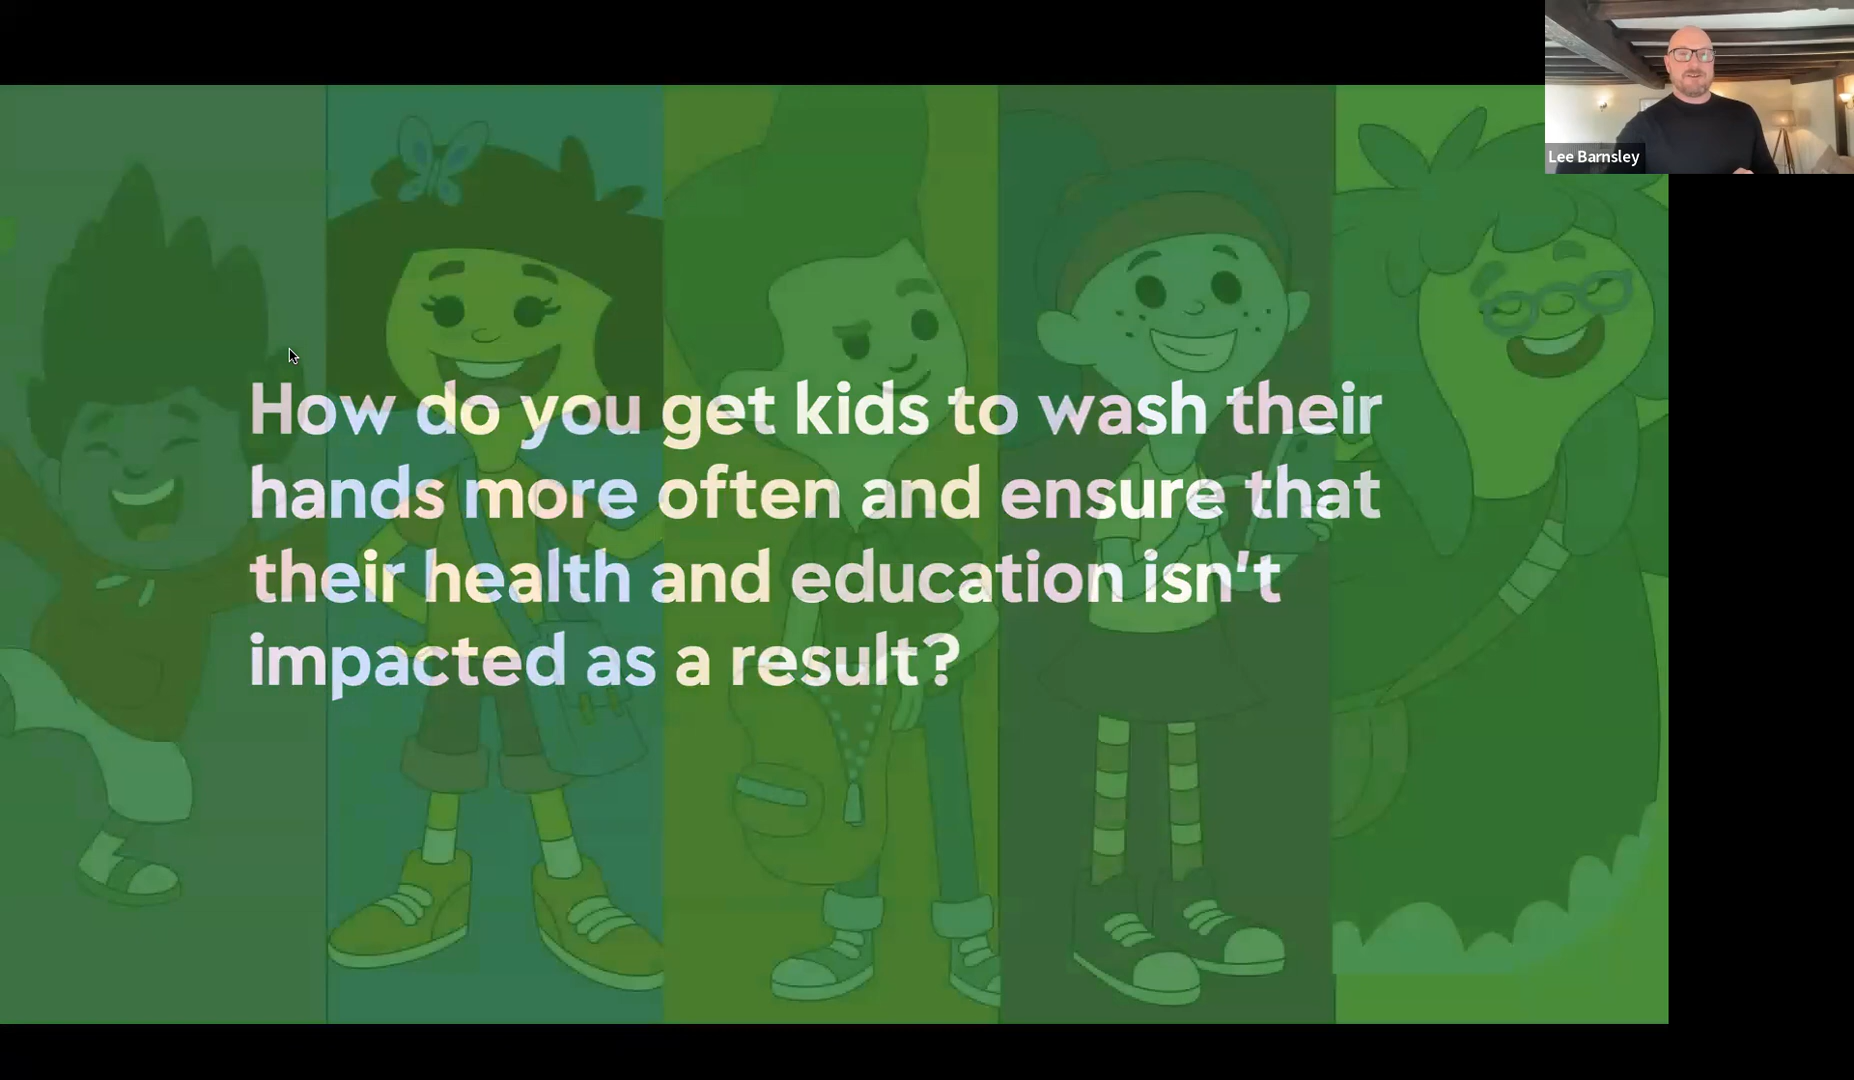 Lee Barnsley
How do you get kids to wash their
hands more often and ensure that
their health and education isn't
impacted as a result?